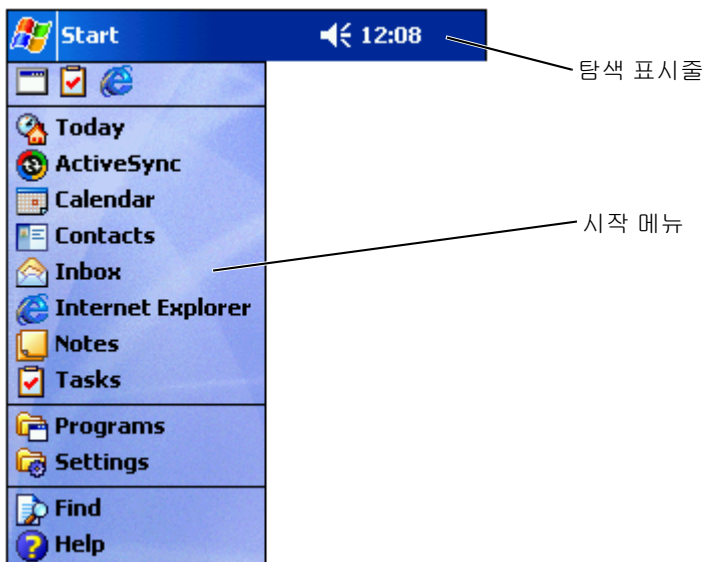 Start 12:08
탐색 표시줄
Today
ActiveSync
Calendar
Contacts
시작 메뉴
Inbox
Internet Explorer
Notes
Tasks
Programs
Settings
Find
Help